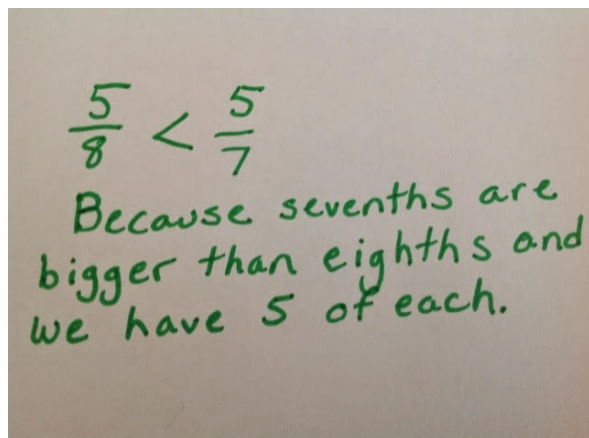 5/8 < 5/7
Because sevenths are
bigger than eighths and
we have 5 of each.